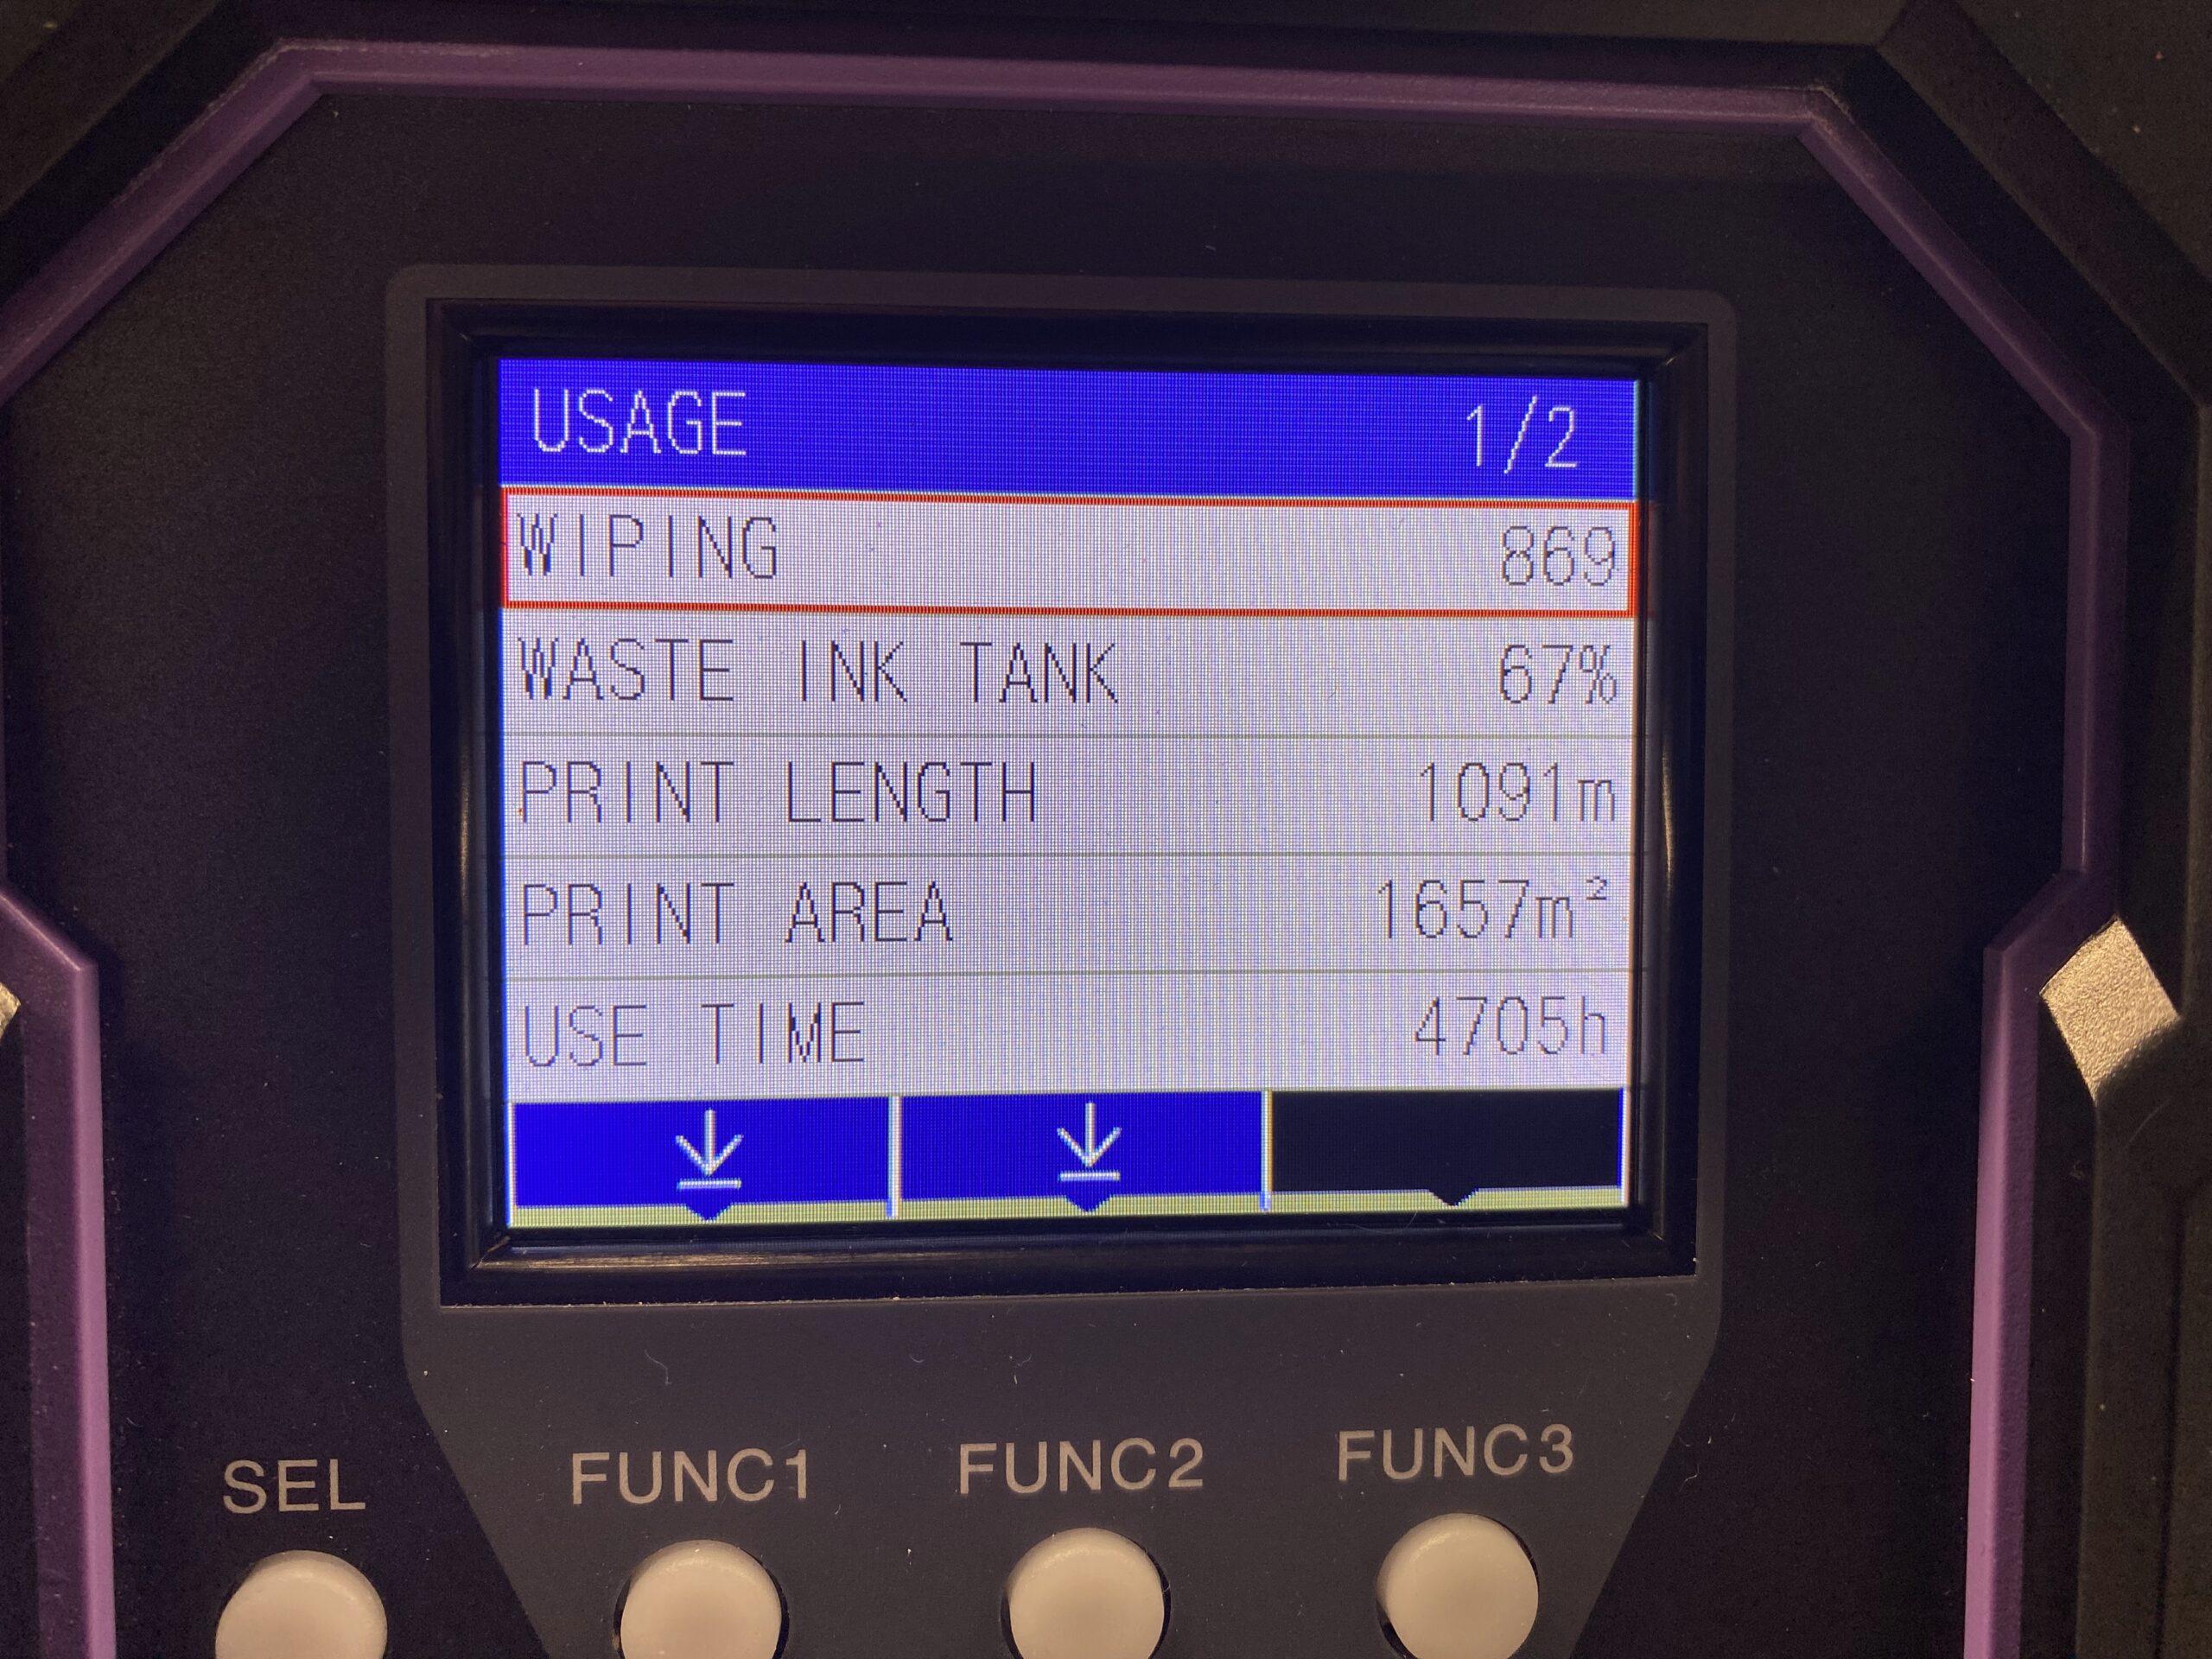 USAGE 1/2
WIPING 869
WASTE INK TANK 67%
PRINT LENGTH 1091m
PRINT AREA 1657m²
USE TIME 4705h
SEL FUNC1 FUNC2 FUNC3